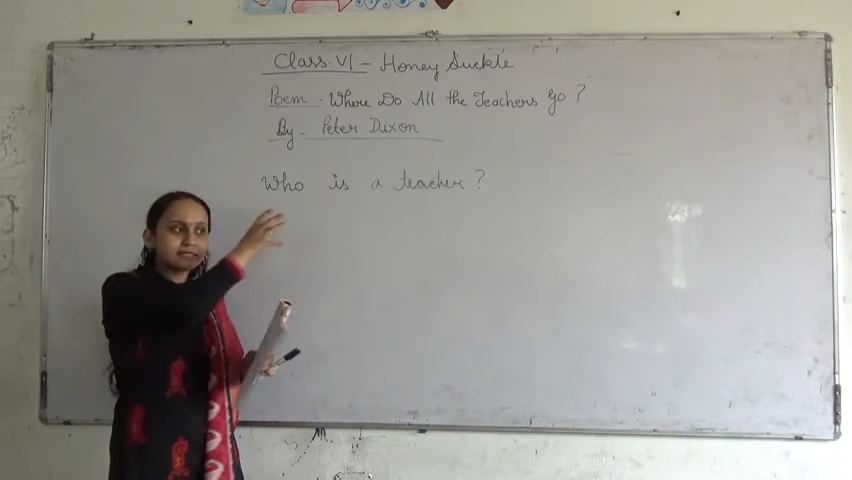 Class-VI - Honey Suckle
Poem - Where Do All the Teachers Go ?
By - Peter Dixon
Who is a teacher ?